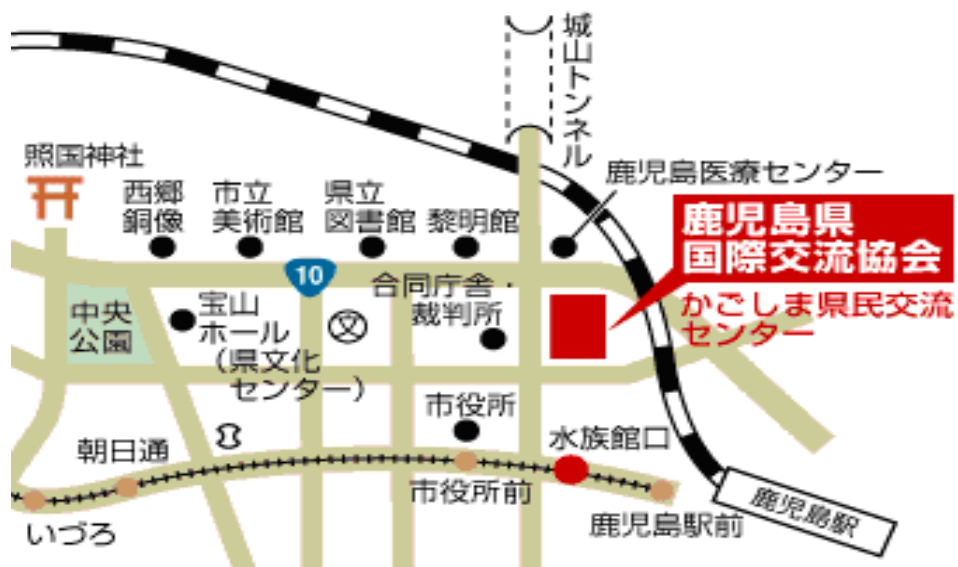 城山トンネル
照国神社
西郷
銅像
市立
美術館
県立
図書館
黎明館
鹿児島医療センター
鹿児島県
国際交流協会
かごしま県民交流
センター
10
合同庁舎・
裁判所
中央
公園
宝山
ホール
（県文化
センター）
文
市役所
朝日通
水族館口
市役所前
いづろ
鹿児島駅前
鹿児島駅